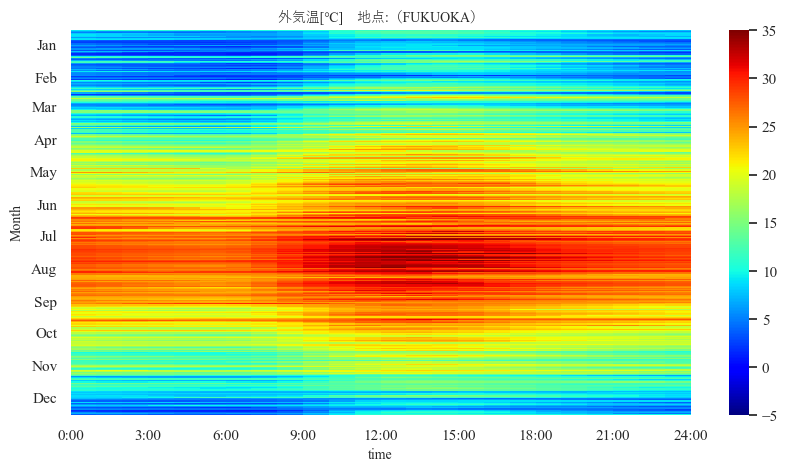 外気温[℃] 地点:（FUKUOKA）
Jan
Feb
Mar
Apr
May
Jun
Jul
Aug
Sep
Oct
Nov
Dec
Month
0:00 3:00 6:00 9:00 12:00 15:00 18:00 21:00 24:00
time
35
30
25
20
15
10
5
0
−5